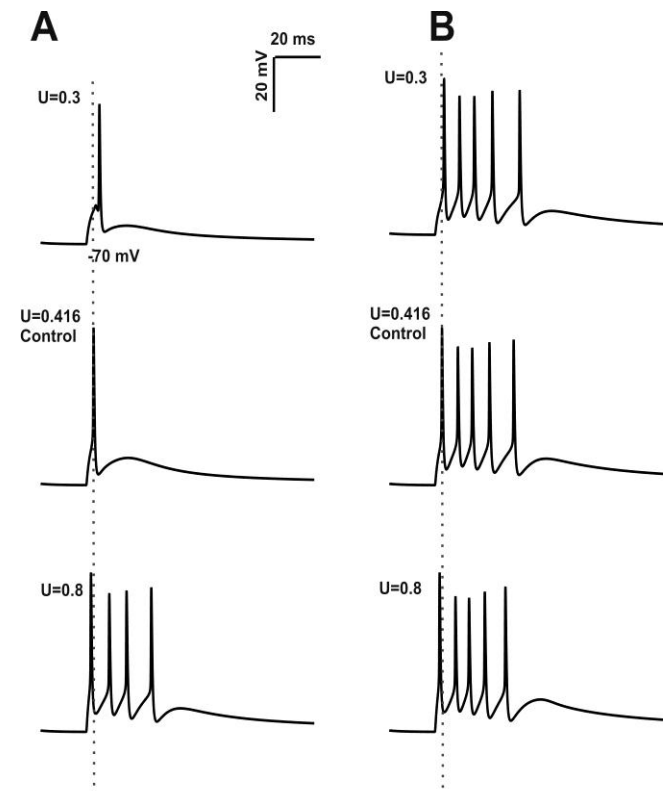 A
B
20 ms
20 mV
U=0.3
U=0.3
-70 mV
U=0.416
Control
U=0.416
Control
U=0.8
U=0.8